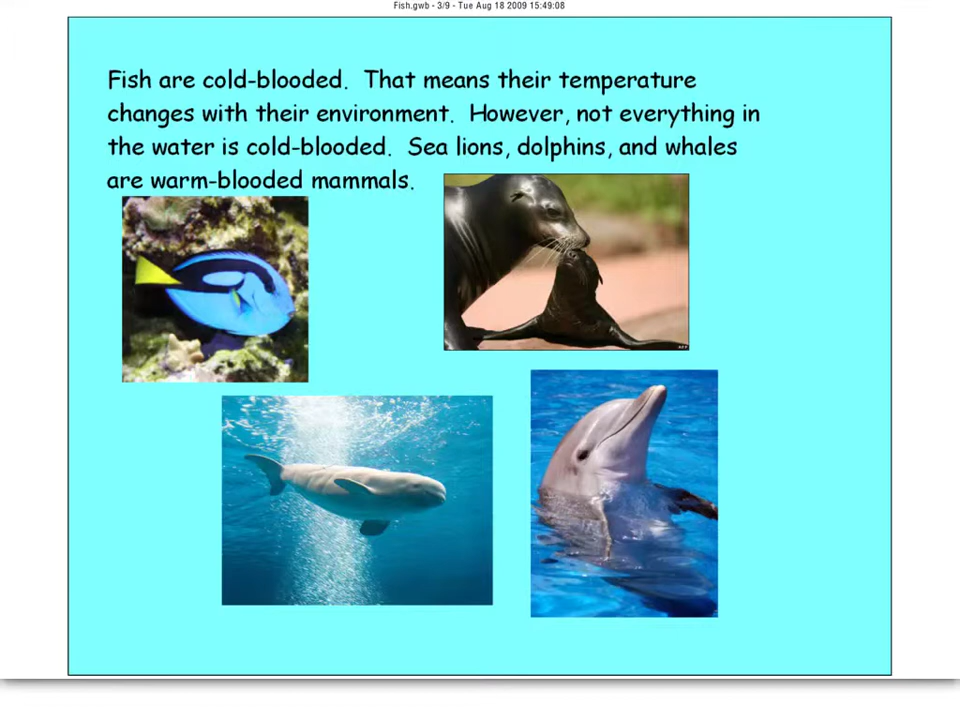 Fish.gwb - 3/9 - Tue Aug 18 2009 15:49:08
Fish are cold-blooded.  That means their temperature
changes with their environment.  However, not everything in
the water is cold-blooded.  Sea lions, dolphins, and whales
are warm-blooded mammals.